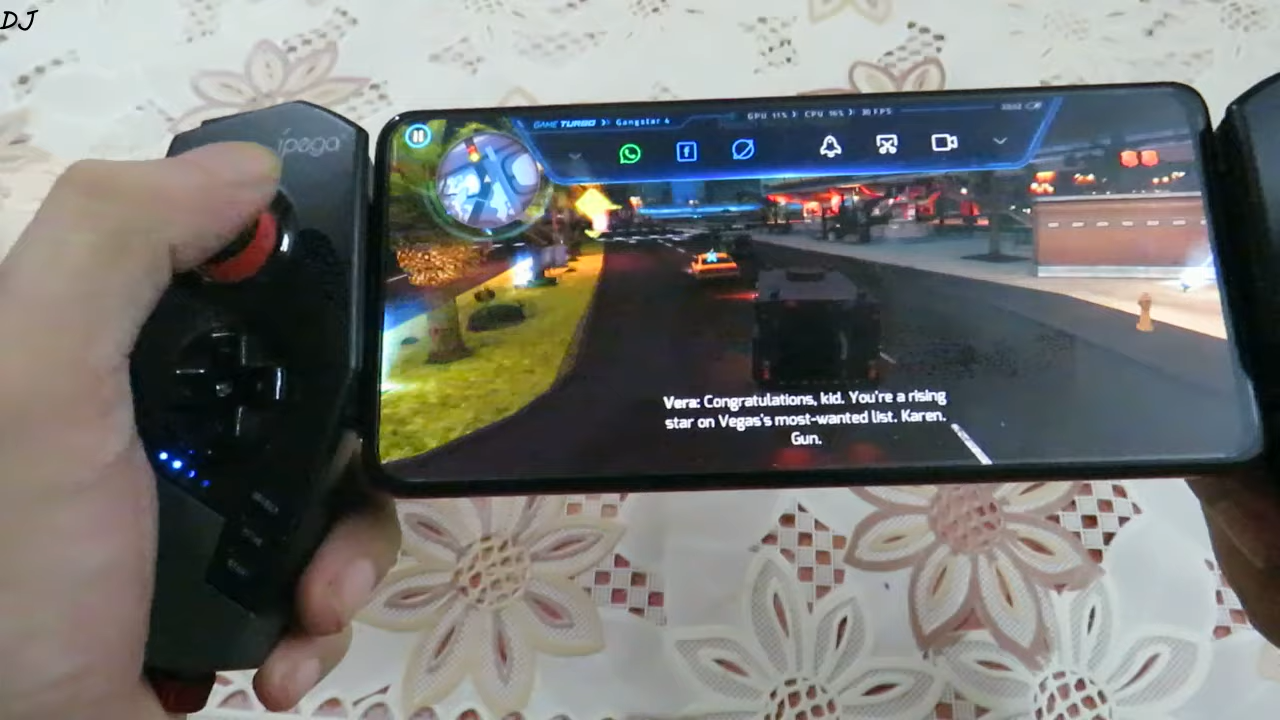 DJ
ípega
GAME TURBO Gangstar 4
GPU 11% CPU 16% 30 FPS
Vera: Congratulations, kid. You're a rising
star on Vegas's most-wanted list. Karen.
Gun.